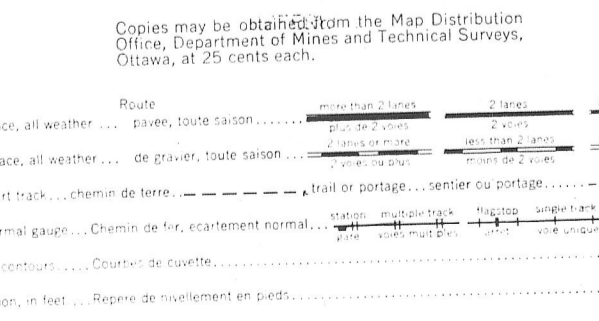 Copies may be obtained from the Map Distribution
Office, Department of Mines and Technical Surveys,
Ottawa, at 25 cents each.
Route
more than 2 lanes 2 lanes
ce, all weather ... pavee, toute saison.......
plus de 2 voies 2 voies
2 lanes or more less than 2 lanes
ace, all weather ... de gravier, toute saison ...
2 voies ou plus moins de 2 voies
rt track...chemin de terre.. trail or portage...sentier ou portage......
station multiple track flagstop single track
rmal gauge...Chemin de fer, ecartement normal...
gare voies multiples arret voie unique
contours.....Courbes de cuvette
on, in feet ...Repere de nivellement en pieds